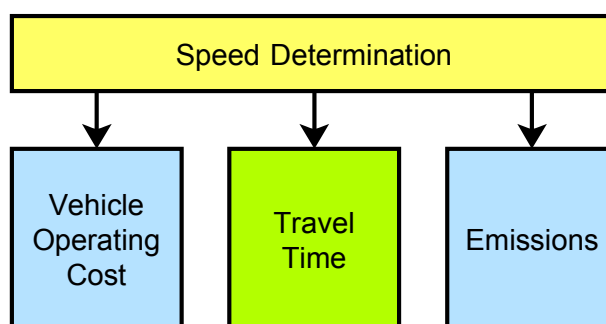 Speed Determination
Vehicle
Operating
Cost
Travel
Time
Emissions